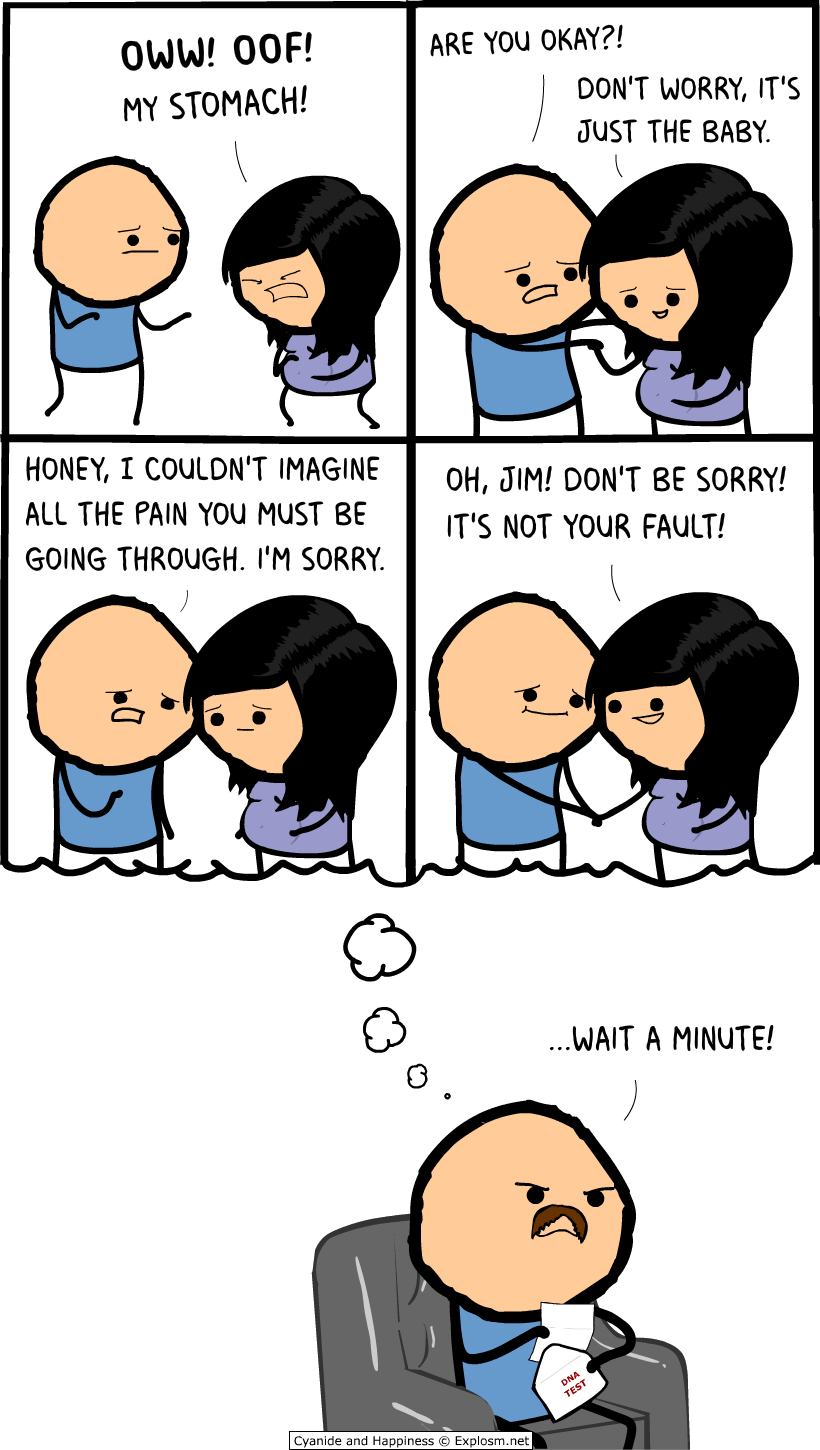 OWW! OOF!
MY STOMACH!
ARE YOU OKAY?!
DON'T WORRY, IT'S
JUST THE BABY.
HONEY, I COULDN'T IMAGINE
ALL THE PAIN YOU MUST BE
GOING THROUGH. I'M SORRY.
OH, JIM! DON'T BE SORRY!
IT'S NOT YOUR FAULT!
...WAIT A MINUTE!
DNA
TEST
Cyanide and Happiness © Explosm.net